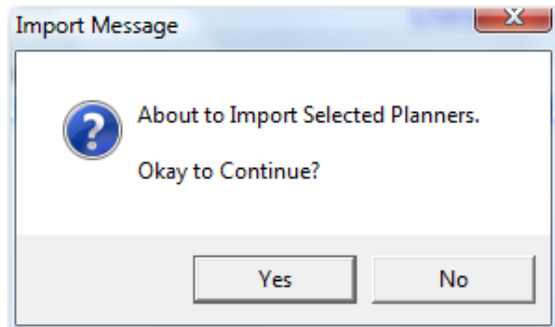 Import Message
About to Import Selected Planners.
Okay to Continue?
Yes No